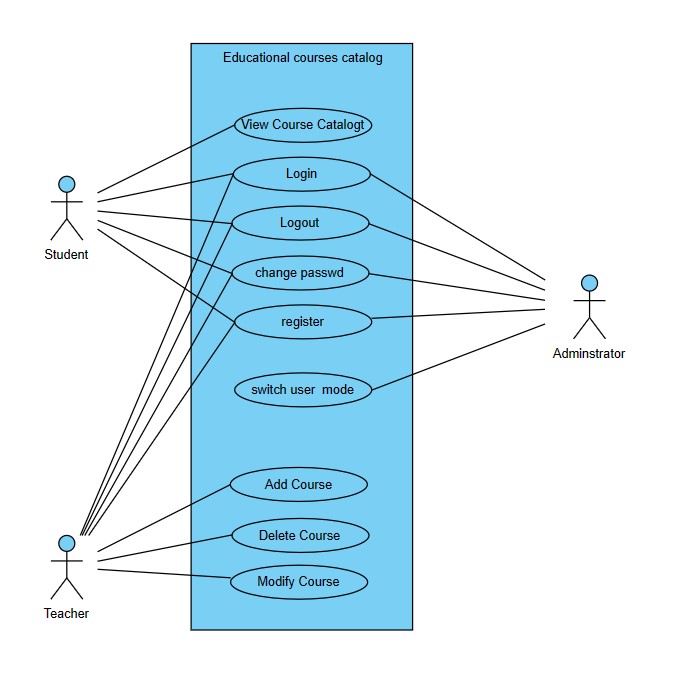 Educational courses catalog
View Course Catalogt
Login
Student
Logout
change passwd
register
Adminstrator
switch user mode
Add Course
Delete Course
Modify Course
Teacher